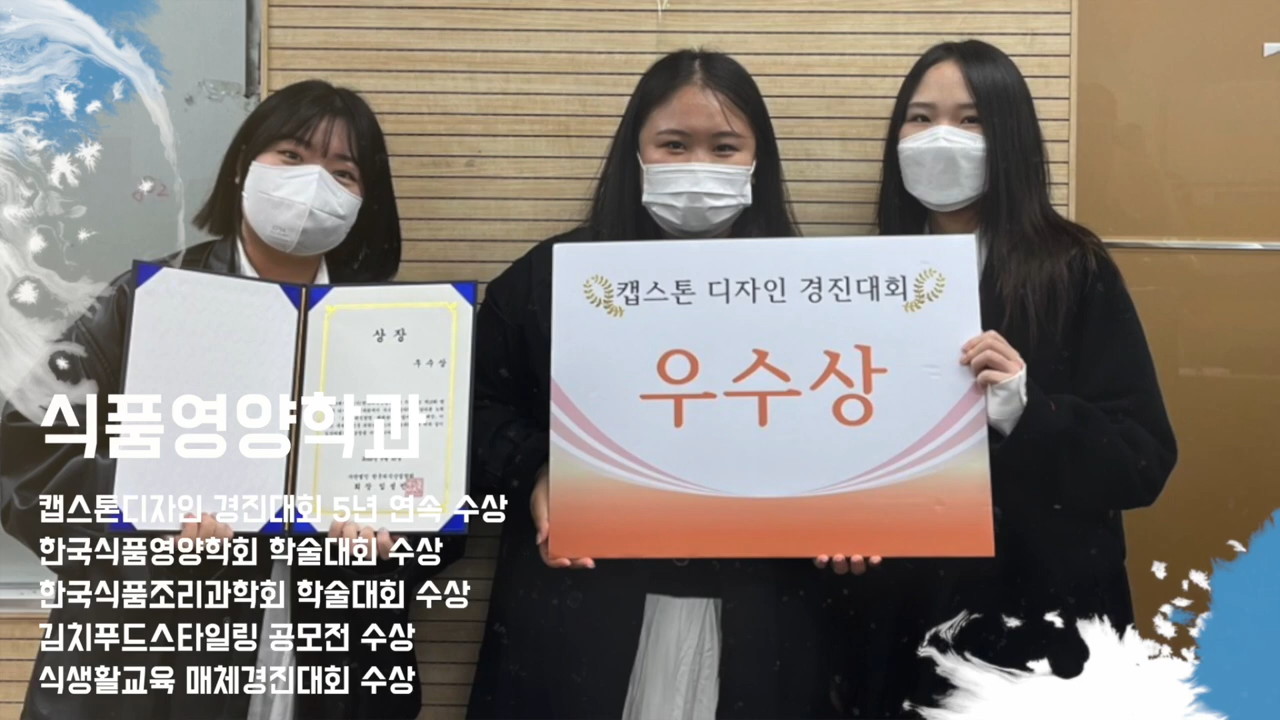 캡스톤 디자인 경진대회
우수상
상 장
우 수 상
식품영양학과
캡스톤디자인 경진대회 5년 연속 수상
한국식품영양학회 학술대회 수상
한국식품조리과학회 학술대회 수상
김치푸드스타일링 공모전 수상
식생활교육 매체경진대회 수상